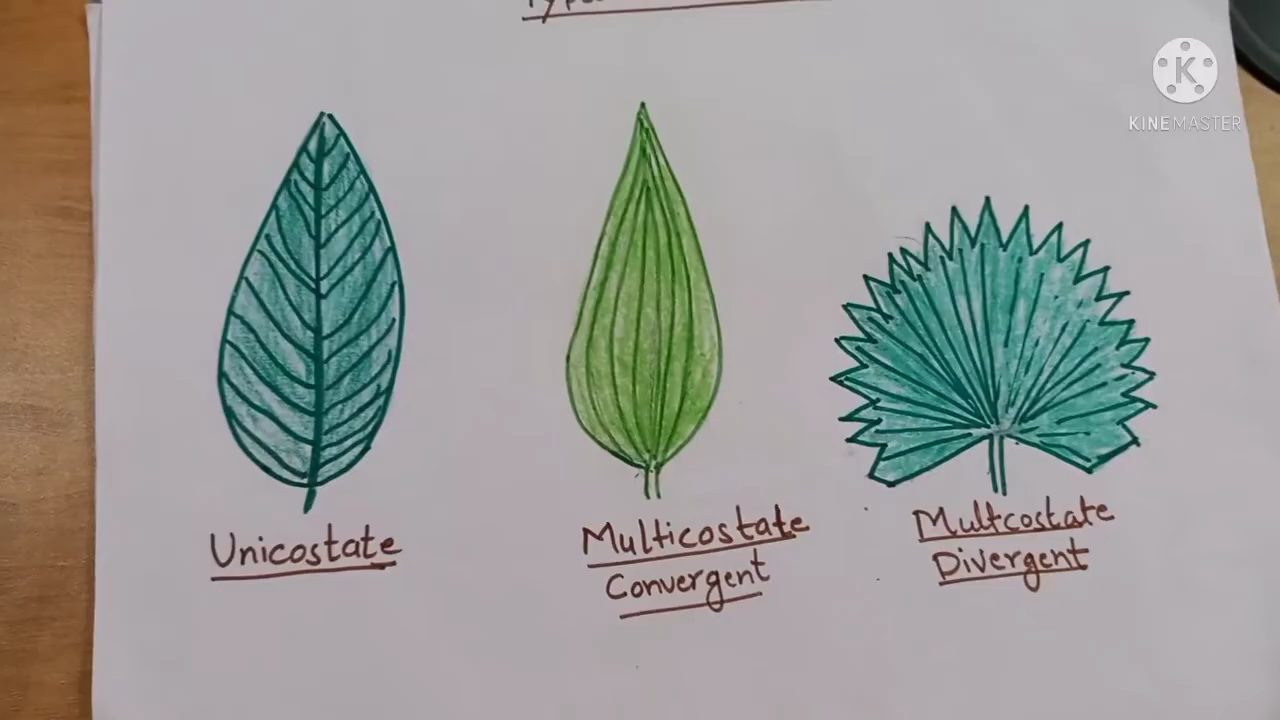 Unicostate
Multicostate
Convergent
Multcostate
Divergent
K
KINEMASTER